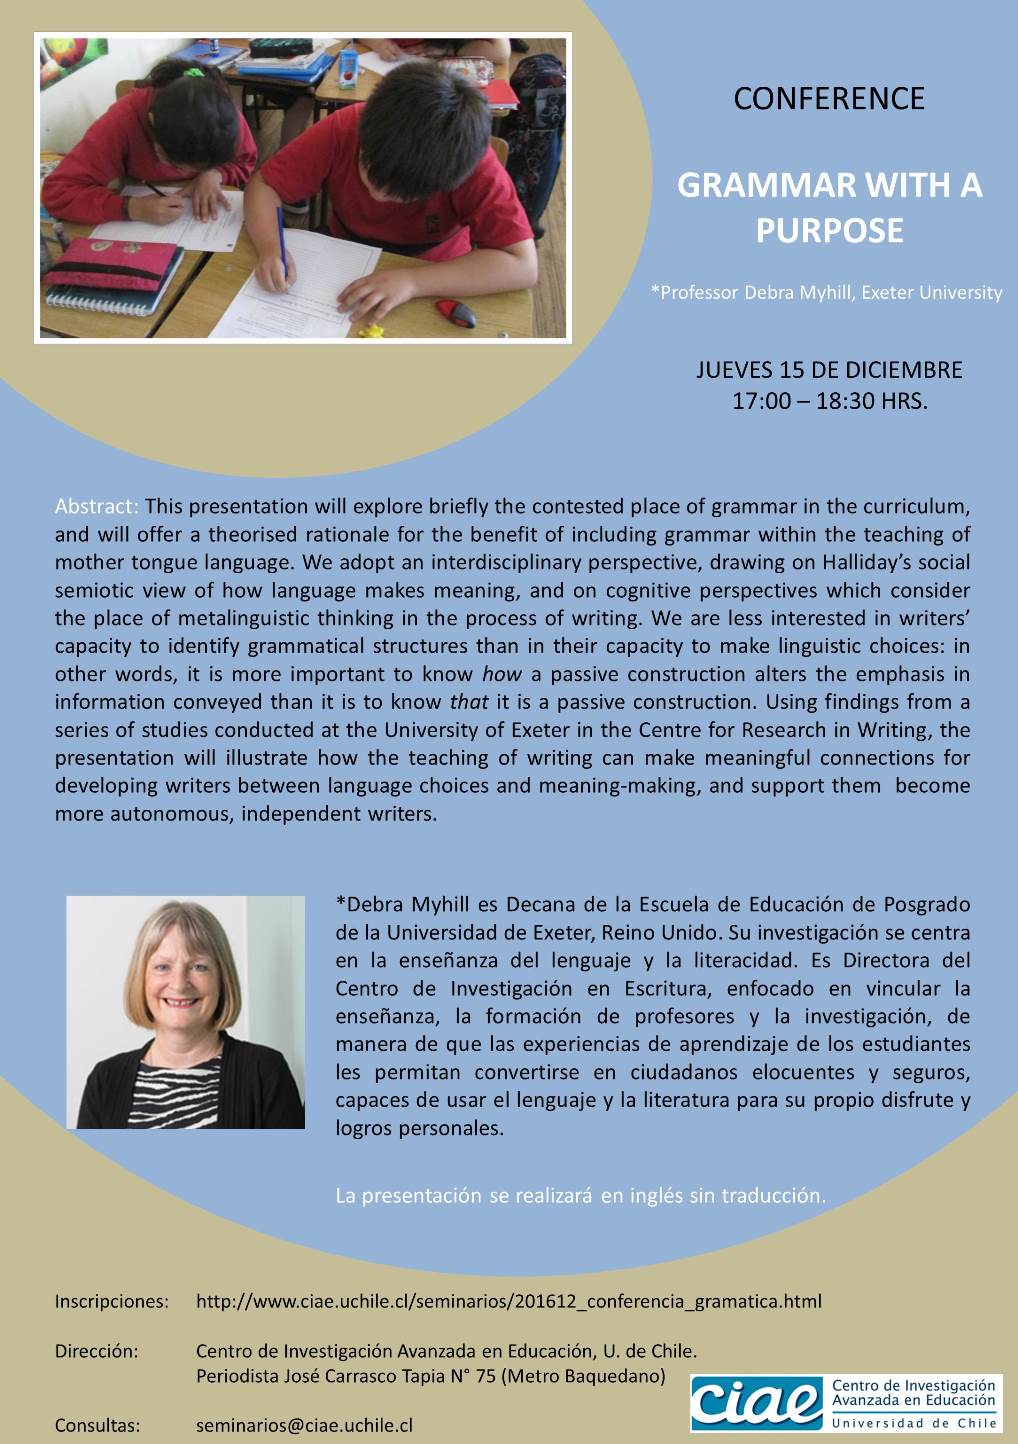 CONFERENCE
GRAMMAR WITH A
PURPOSE
*Professor Debra Myhill, Exeter University
JUEVES 15 DE DICIEMBRE
17:00 – 18:30 HRS.
Abstract: This presentation will explore briefly the contested place of grammar in the curriculum,
and will offer a theorised rationale for the benefit of including grammar within the teaching of
mother tongue language. We adopt an interdisciplinary perspective, drawing on Halliday’s social
semiotic view of how language makes meaning, and on cognitive perspectives which consider
the place of metalinguistic thinking in the process of writing. We are less interested in writers’
capacity to identify grammatical structures than in their capacity to make linguistic choices: in
other words, it is more important to know how a passive construction alters the emphasis in
information conveyed than it is to know that it is a passive construction. Using findings from a
series of studies conducted at the University of Exeter in the Centre for Research in Writing, the
presentation will illustrate how the teaching of writing can make meaningful connections for
developing writers between language choices and meaning-making, and support them become
more autonomous, independent writers.
*Debra Myhill es Decana de la Escuela de Educación de Posgrado
de la Universidad de Exeter, Reino Unido. Su investigación se centra
en la enseñanza del lenguaje y la literacidad. Es Directora del
Centro de Investigación en Escritura, enfocado en vincular la
enseñanza, la formación de profesores y la investigación, de
manera de que las experiencias de aprendizaje de los estudiantes
les permitan convertirse en ciudadanos elocuentes y seguros,
capaces de usar el lenguaje y la literatura para su propio disfrute y
logros personales.
La presentación se realizará en inglés sin traducción.
Inscripciones: http://www.ciae.uchile.cl/seminarios/201612_conferencia_gramatica.html
Dirección: Centro de Investigación Avanzada en Educación, U. de Chile.
Periodista José Carrasco Tapia N° 75 (Metro Baquedano)
Consultas: seminarios@ciae.uchile.cl
ciae
Centro de Investigación
Avanzada en Educación
Universidad de Chile